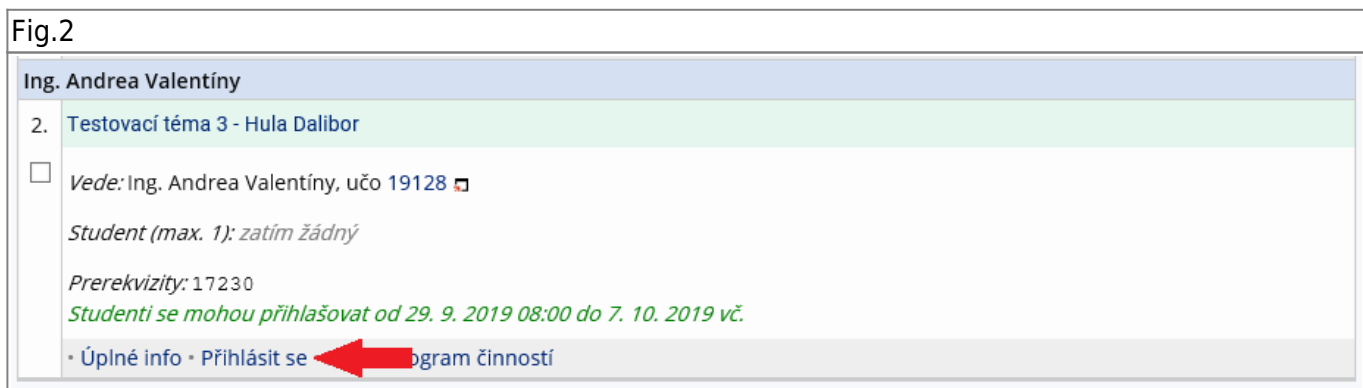 Fig.2
Ing. Andrea Valentíny
2. Testovací téma 3 - Hula Dalibor
Vede: Ing. Andrea Valentíny, učo 19128
Student (max. 1): zatím žádný
Prerekvizity: 17230
Studenti se mohou přihlašovat od 29. 9. 2019 08:00 do 7. 10. 2019 vč.
• Úplné info • Přihlásit se činností